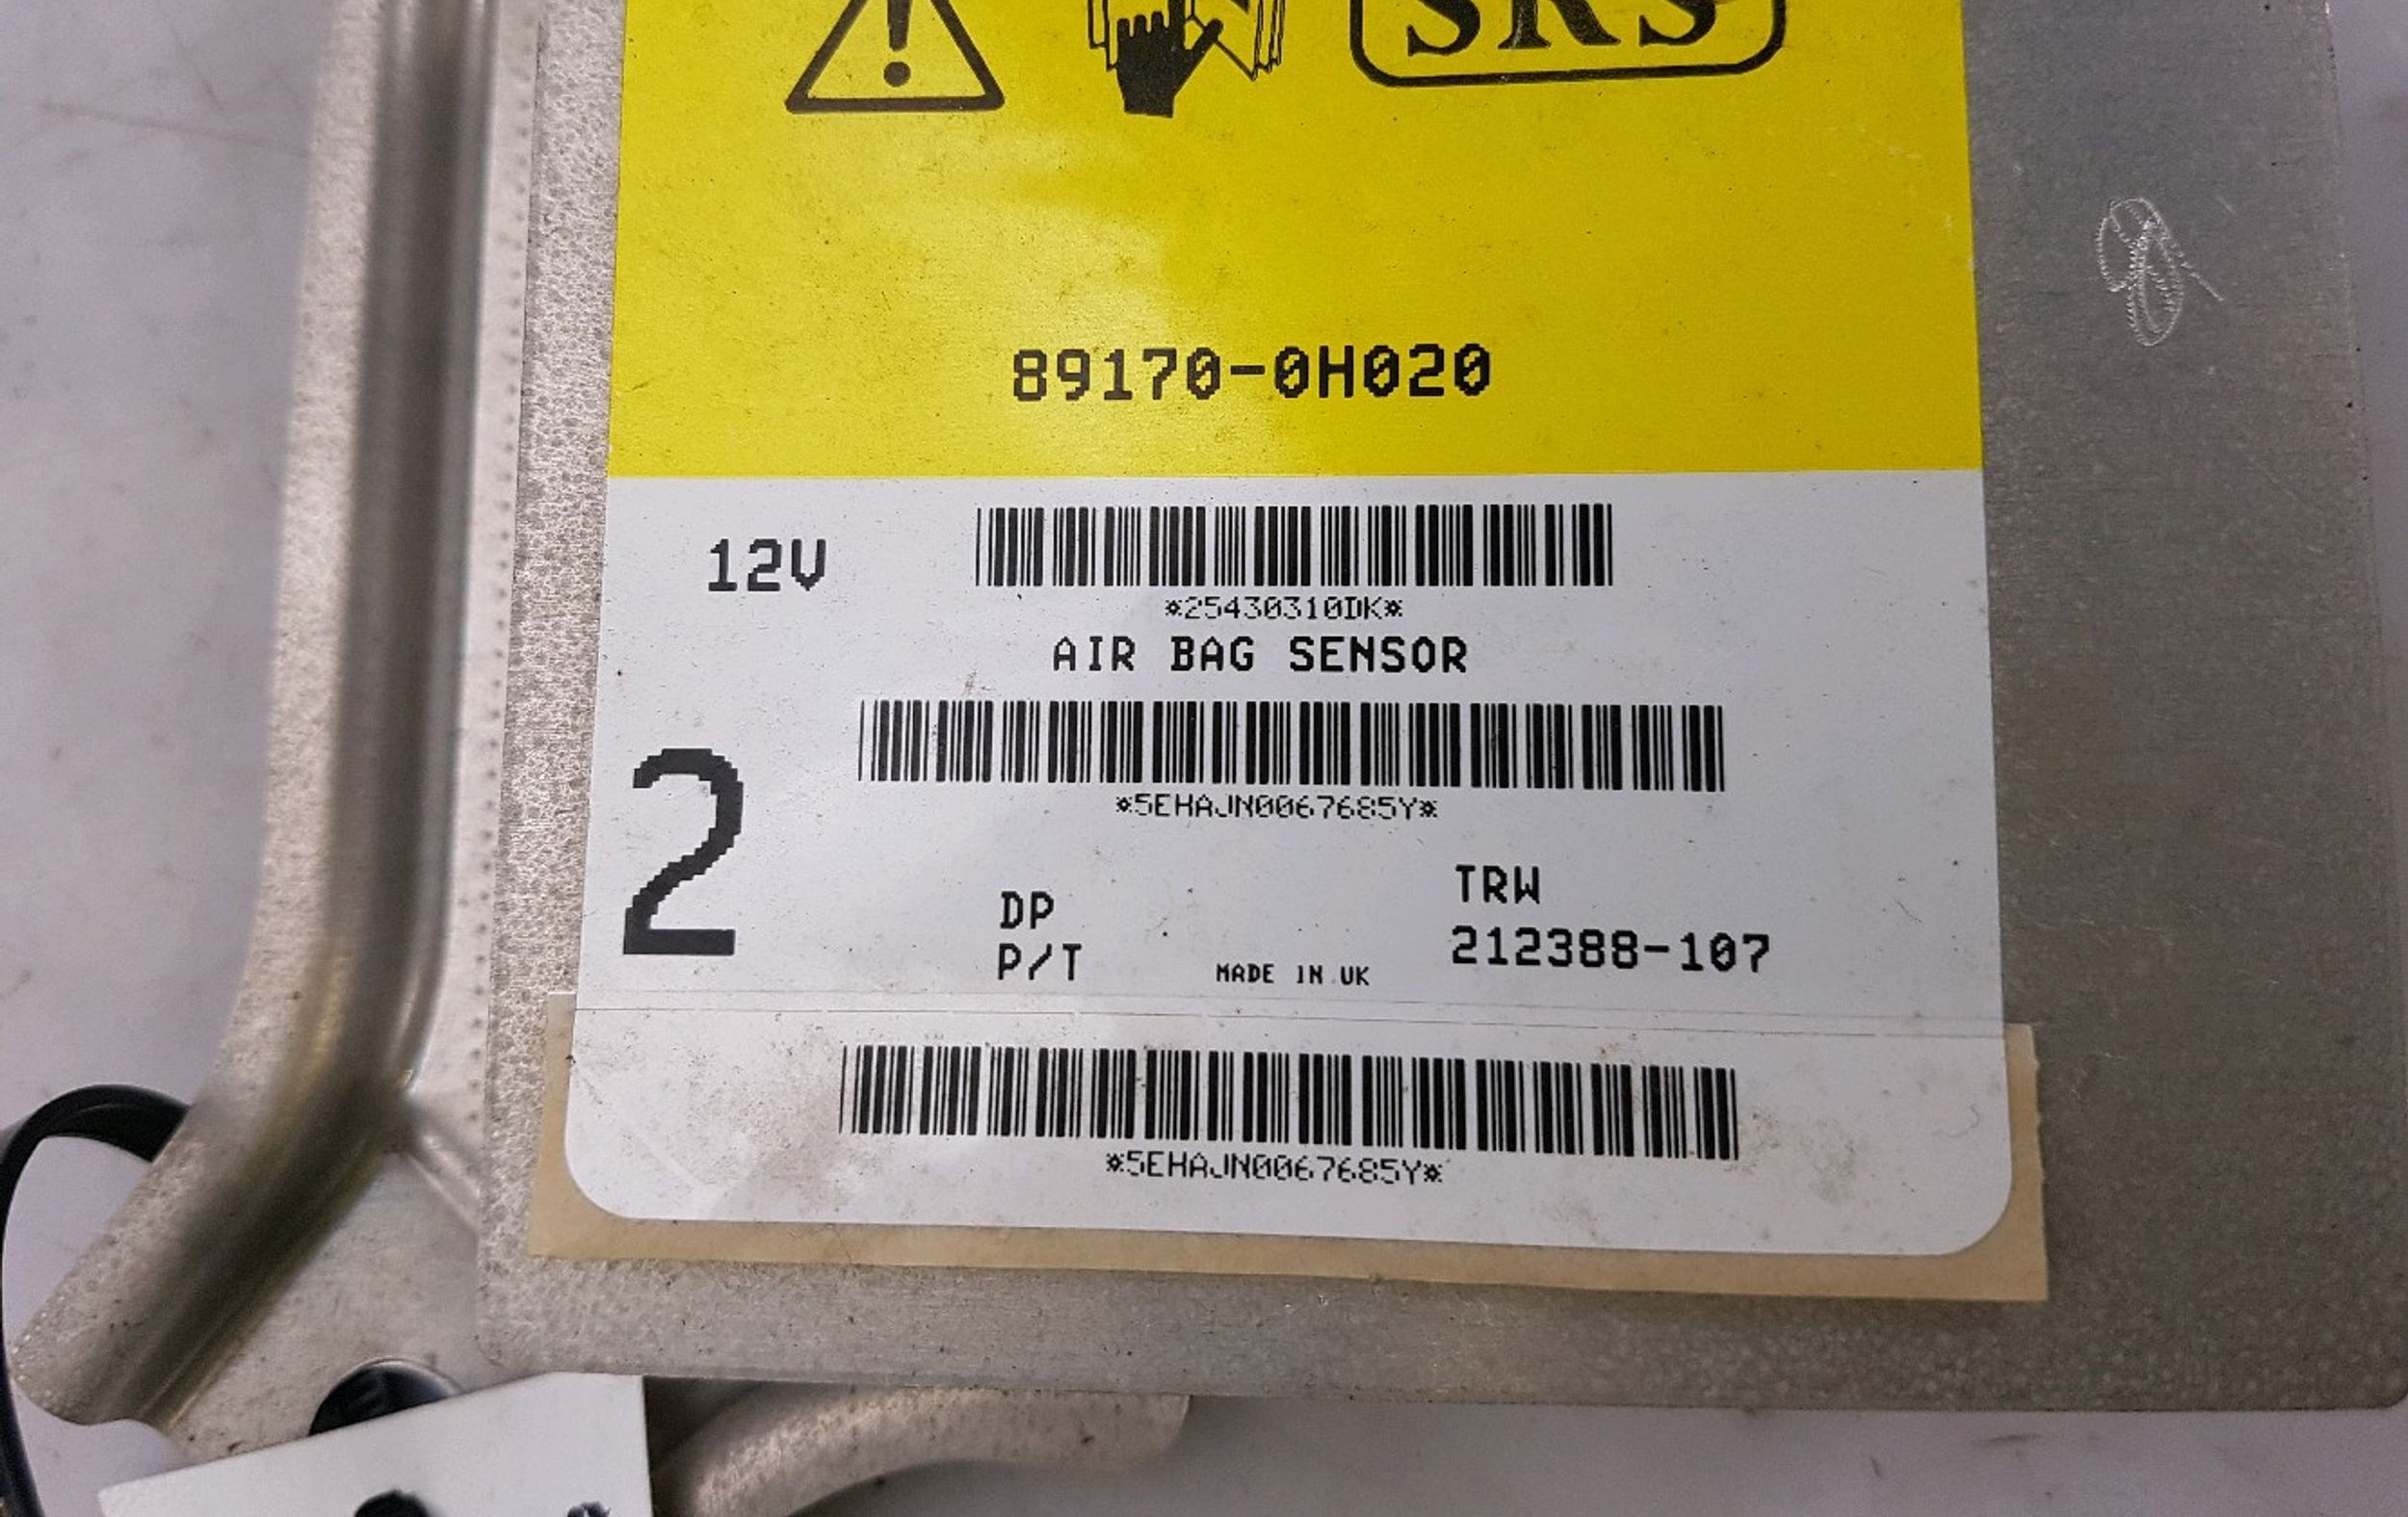 SRS
89170-0H020
12V
*25430310DK*
AIR BAG SENSOR
*5EHAJN0067685Y*
2
DP
TRW
P/T
MADE IN UK
212388-107
*5EHAJN0067685Y*